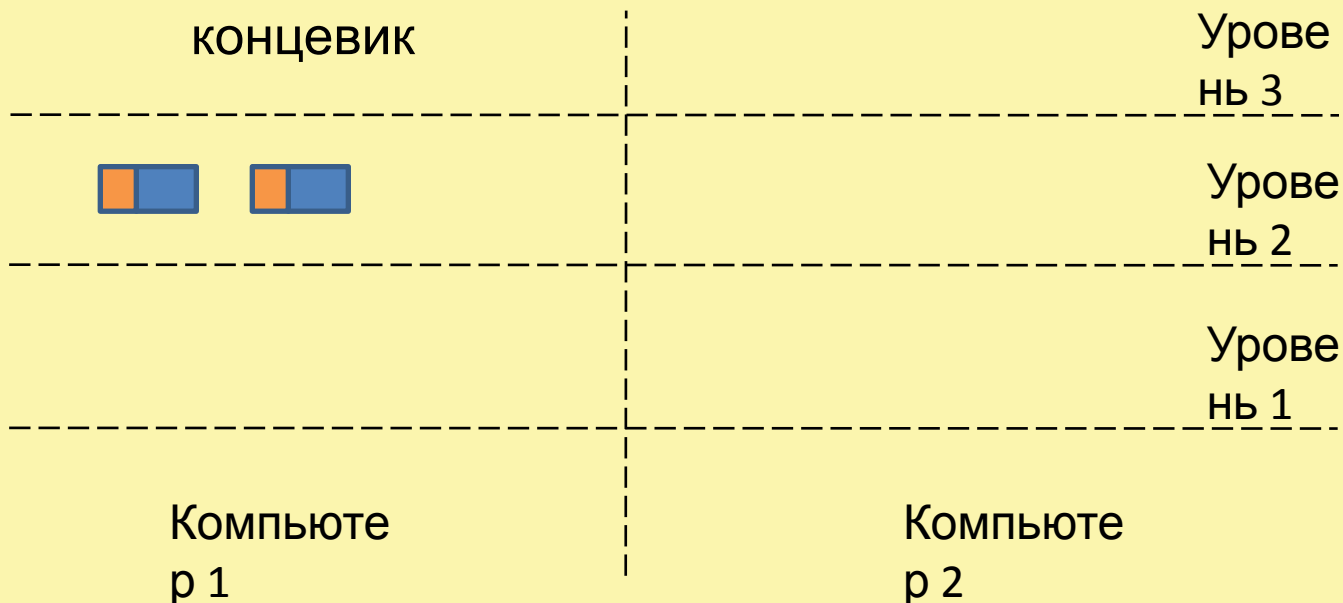 концевик
Урове
нь 3
Урове
нь 2
Урове
нь 1
Компьюте
р 1
Компьюте
р 2